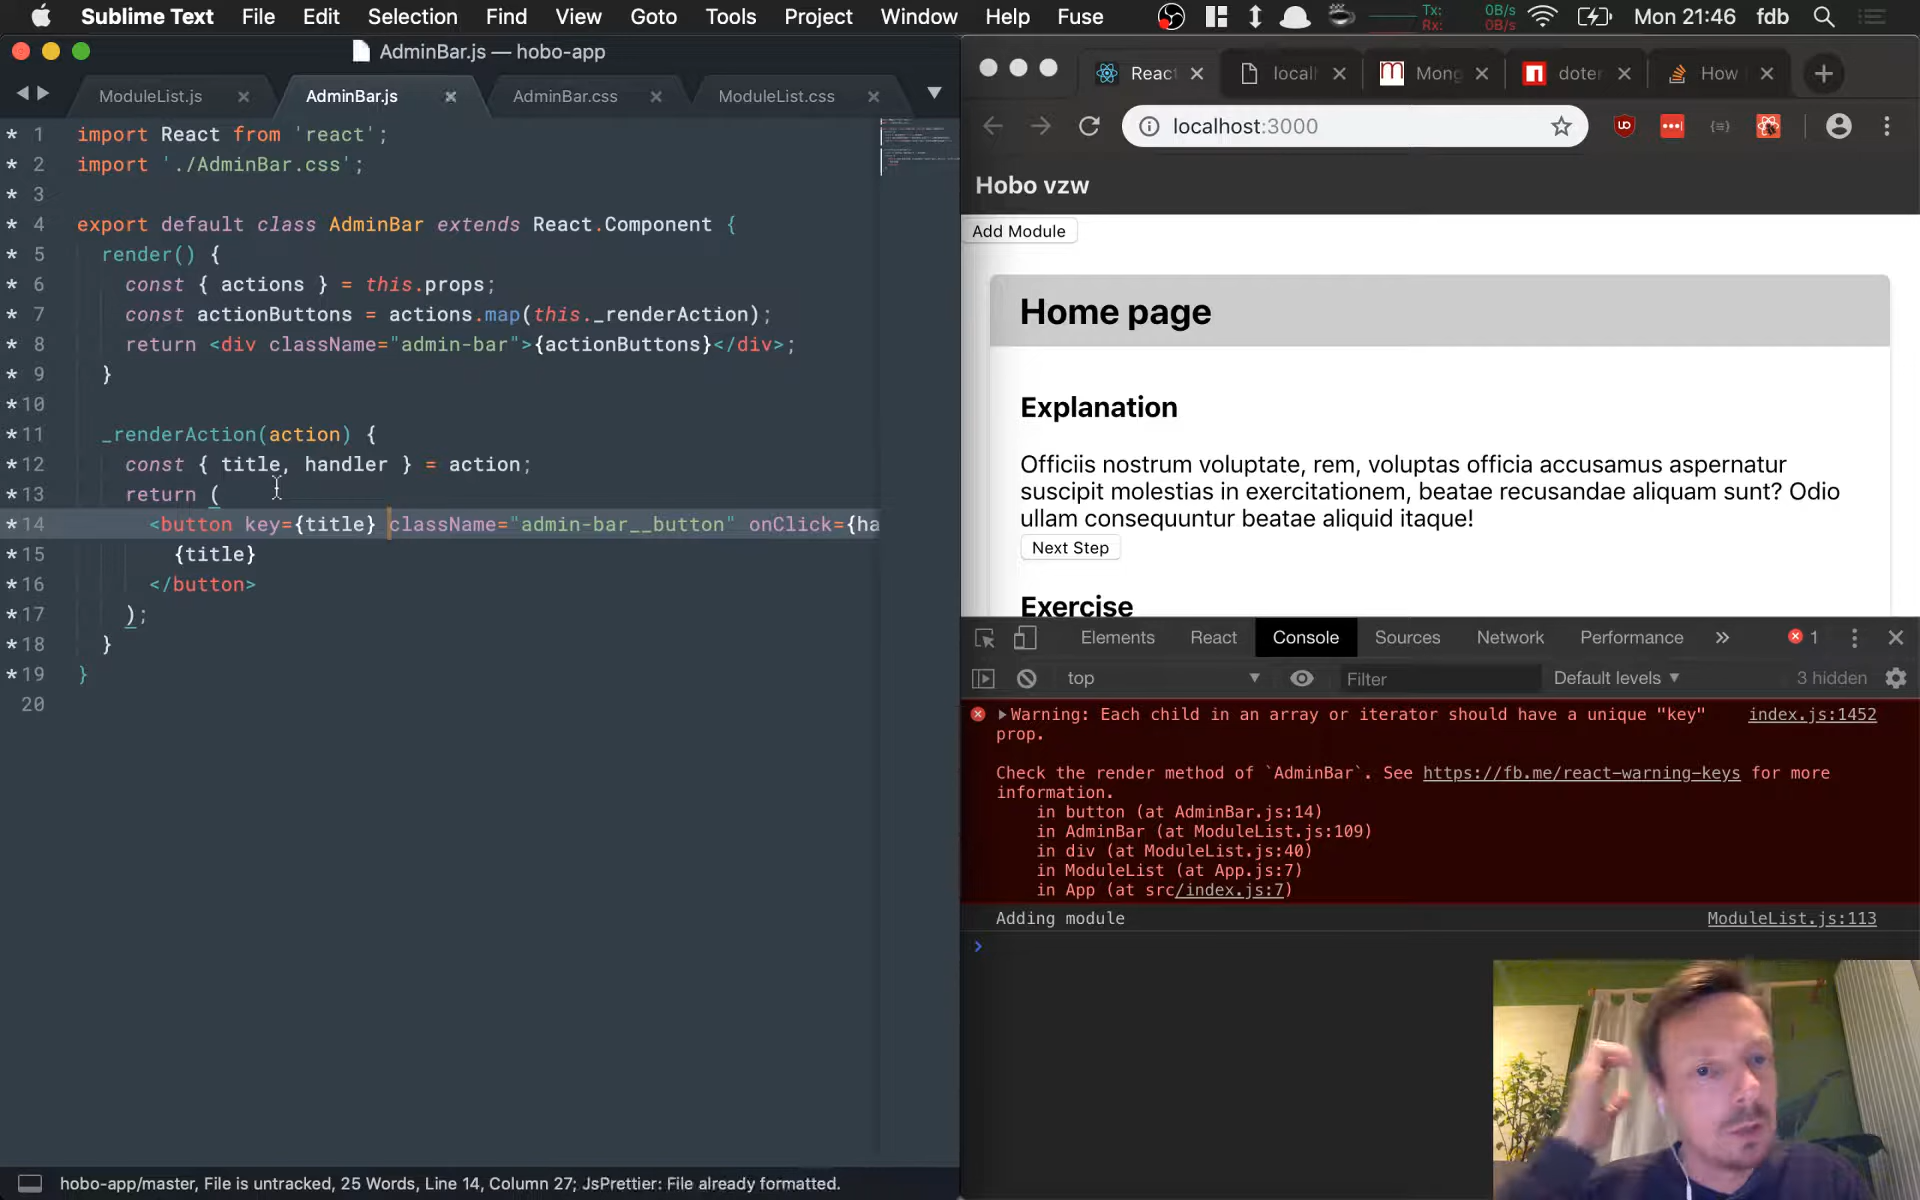 Sublime Text File Edit Selection Find View Goto Tools Project Window Help Fuse Tx: Rx: 0B/s 0B/s Mon 21:46 fdb
AdminBar.js — hobo-app
ModuleList.js AdminBar.js AdminBar.css ModuleList.css
* 1 import React from 'react';
* 2 import './AdminBar.css';
* 3
* 4 export default class AdminBar extends React.Component {
* 5 render() {
* 6 const { actions } = this.props;
* 7 const actionButtons = actions.map(this._renderAction);
* 8 return <div className="admin-bar">{actionButtons}</div>;
* 9 }
*10
*11 _renderAction(action) {
*12 const { title, handler } = action;
*13 return (
*14 <button key={title} className="admin-bar__button" onClick={ha
*15 {title}
*16 </button>
*17 );
*18 }
*19 }
20
hobo-app/master, File is untracked, 25 Words, Line 14, Column 27; JsPrettier: File already formatted.
React locall Mong doten How
localhost:3000
Hobo vzw
Add Module
Home page
Explanation
Officiis nostrum voluptate, rem, voluptas officia accusamus aspernatur
suscipit molestias in exercitationem, beatae recusandae aliquam sunt? Odio
ullam consequuntur beatae aliquid itaque!
Next Step
Exercise
Elements React Console Sources Network Performance » 1
top Filter Default levels 3 hidden
Warning: Each child in an array or iterator should have a unique "key" index.js:1452
prop.
Check the render method of `AdminBar`. See https://fb.me/react-warning-keys for more
information.
in button (at AdminBar.js:14)
in AdminBar (at ModuleList.js:109)
in div (at ModuleList.js:40)
in ModuleList (at App.js:7)
in App (at src/index.js:7)
Adding module ModuleList.js:113